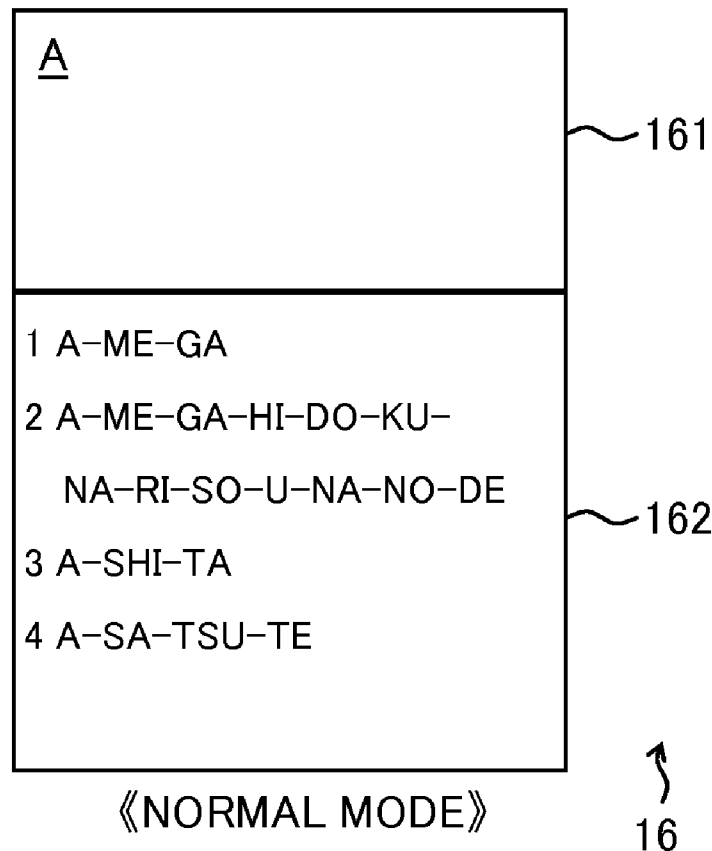 A
161
1 A-ME-GA
2 A-ME-GA-HI-DO-KU-
NA-RI-SO-U-NA-NO-DE
162
3 A-SHI-TA
4 A-SA-TSU-TE
《NORMAL MODE》
16